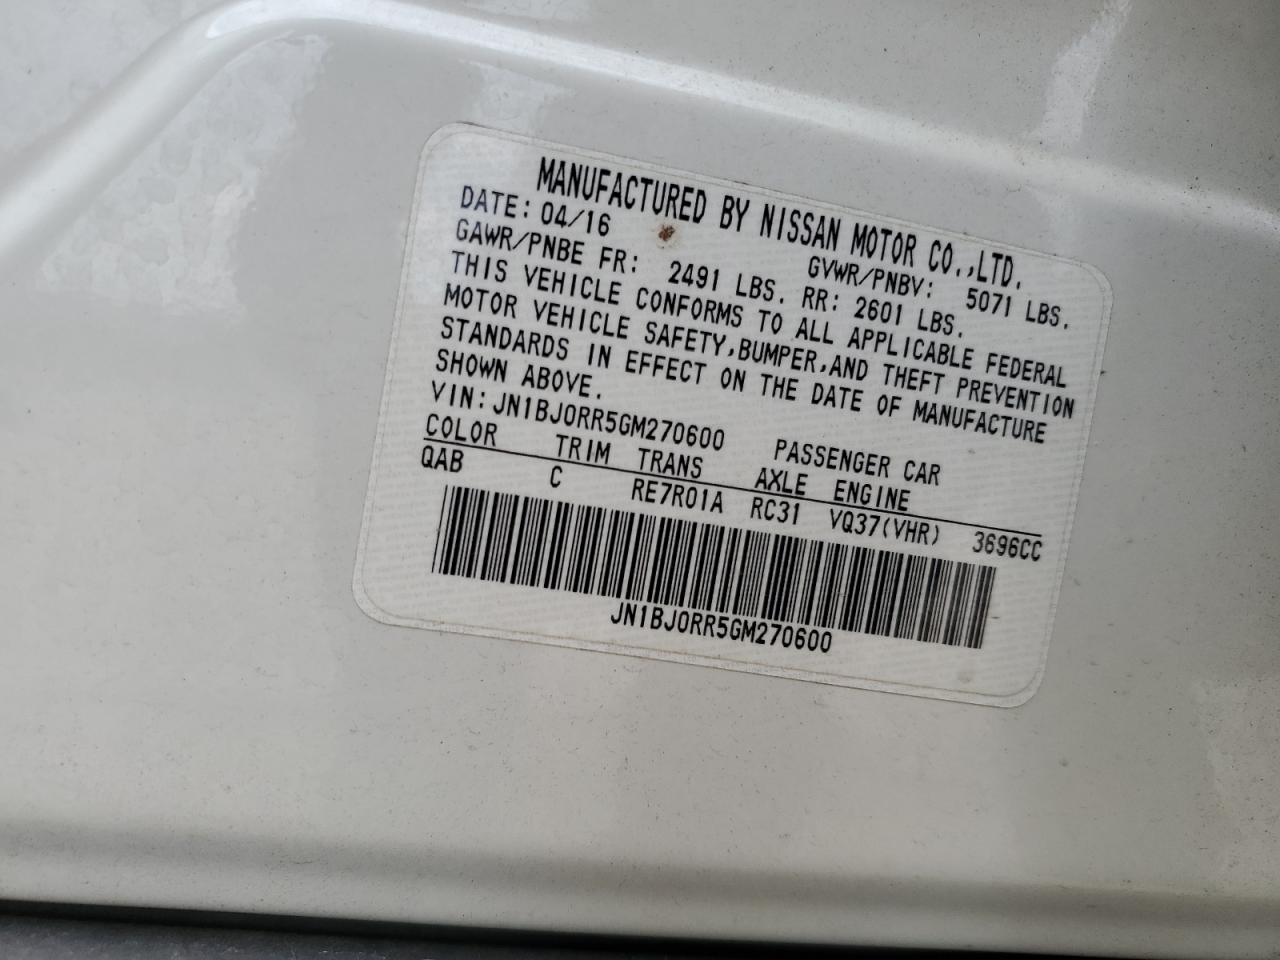 MANUFACTURED BY NISSAN MOTOR CO.,LTD.
DATE: 04/16 GVWR/PNBV: 5071 LBS.
GAWR/PNBE FR: 2491 LBS. RR: 2601 LBS.
THIS VEHICLE CONFORMS TO ALL APPLICABLE FEDERAL
MOTOR VEHICLE SAFETY,BUMPER,AND THEFT PREVENTION
STANDARDS IN EFFECT ON THE DATE OF MANUFACTURE
SHOWN ABOVE.
VIN: JN1BJ0RR5GM270600 PASSENGER CAR
COLOR TRIM TRANS AXLE ENGINE
QAB C RE7R01A RC31 VQ37(VHR) 3696CC
JN1BJ0RR5GM270600